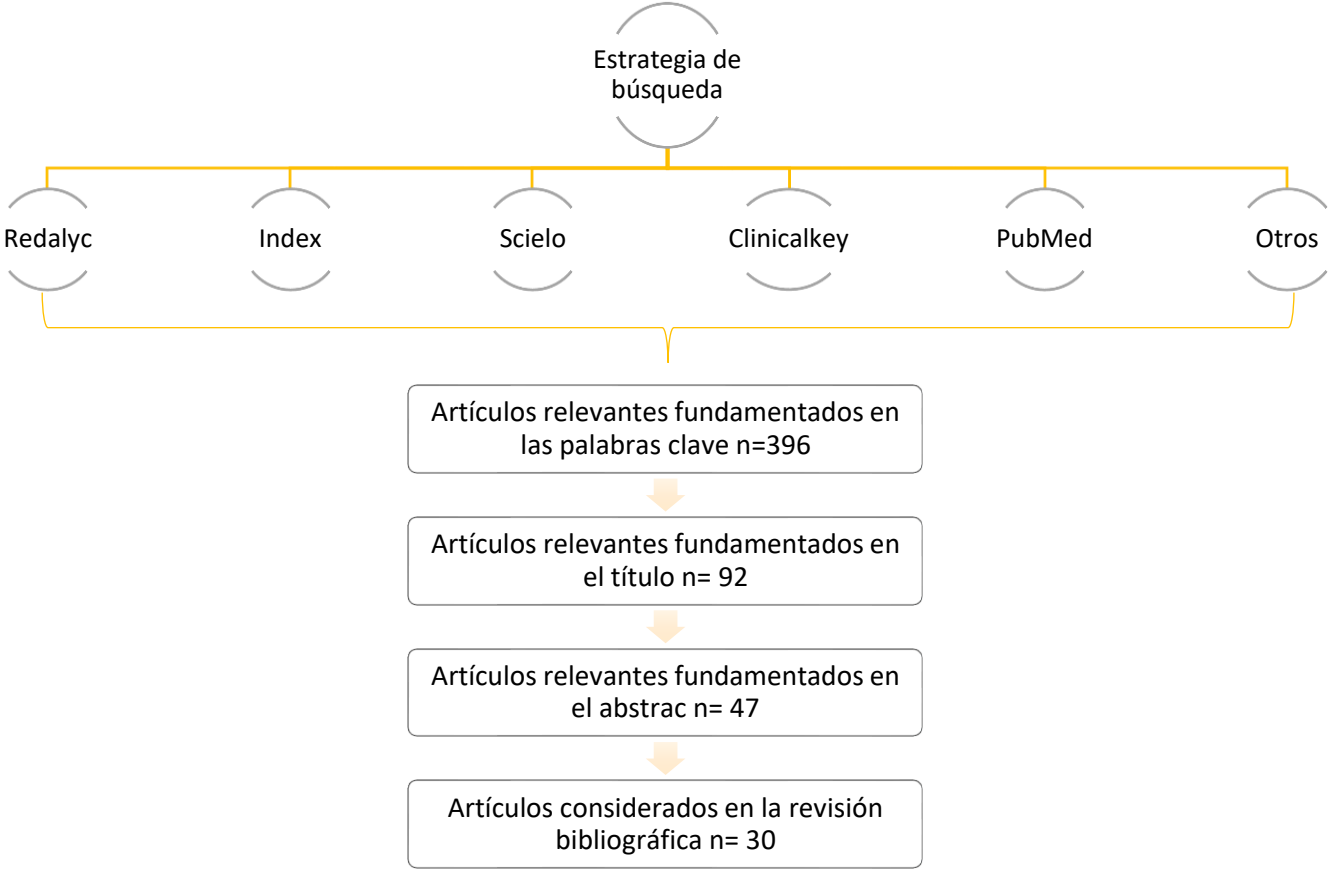 Estrategia de
búsqueda
Redalyc
Index
Scielo
Clinicalkey
PubMed
Otros
Artículos relevantes fundamentados en
las palabras clave n=396
Artículos relevantes fundamentados en
el título n= 92
Artículos relevantes fundamentados en
el abstrac n= 47
Artículos considerados en la revisión
bibliográfica n= 30